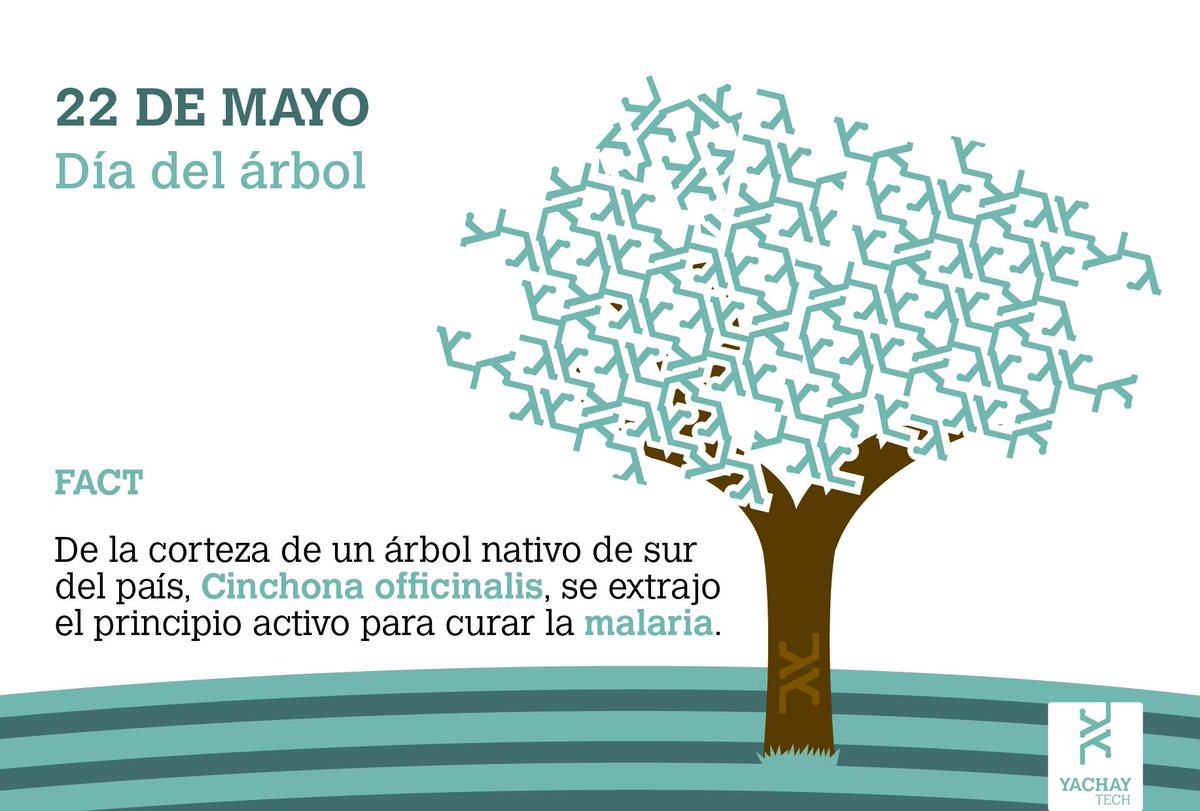 22 DE MAYO
Día del árbol
FACT
De la corteza de un árbol nativo de sur
del país, Cinchona officinalis, se extrajo
el principio activo para curar la malaria.
YACHAY
TECH